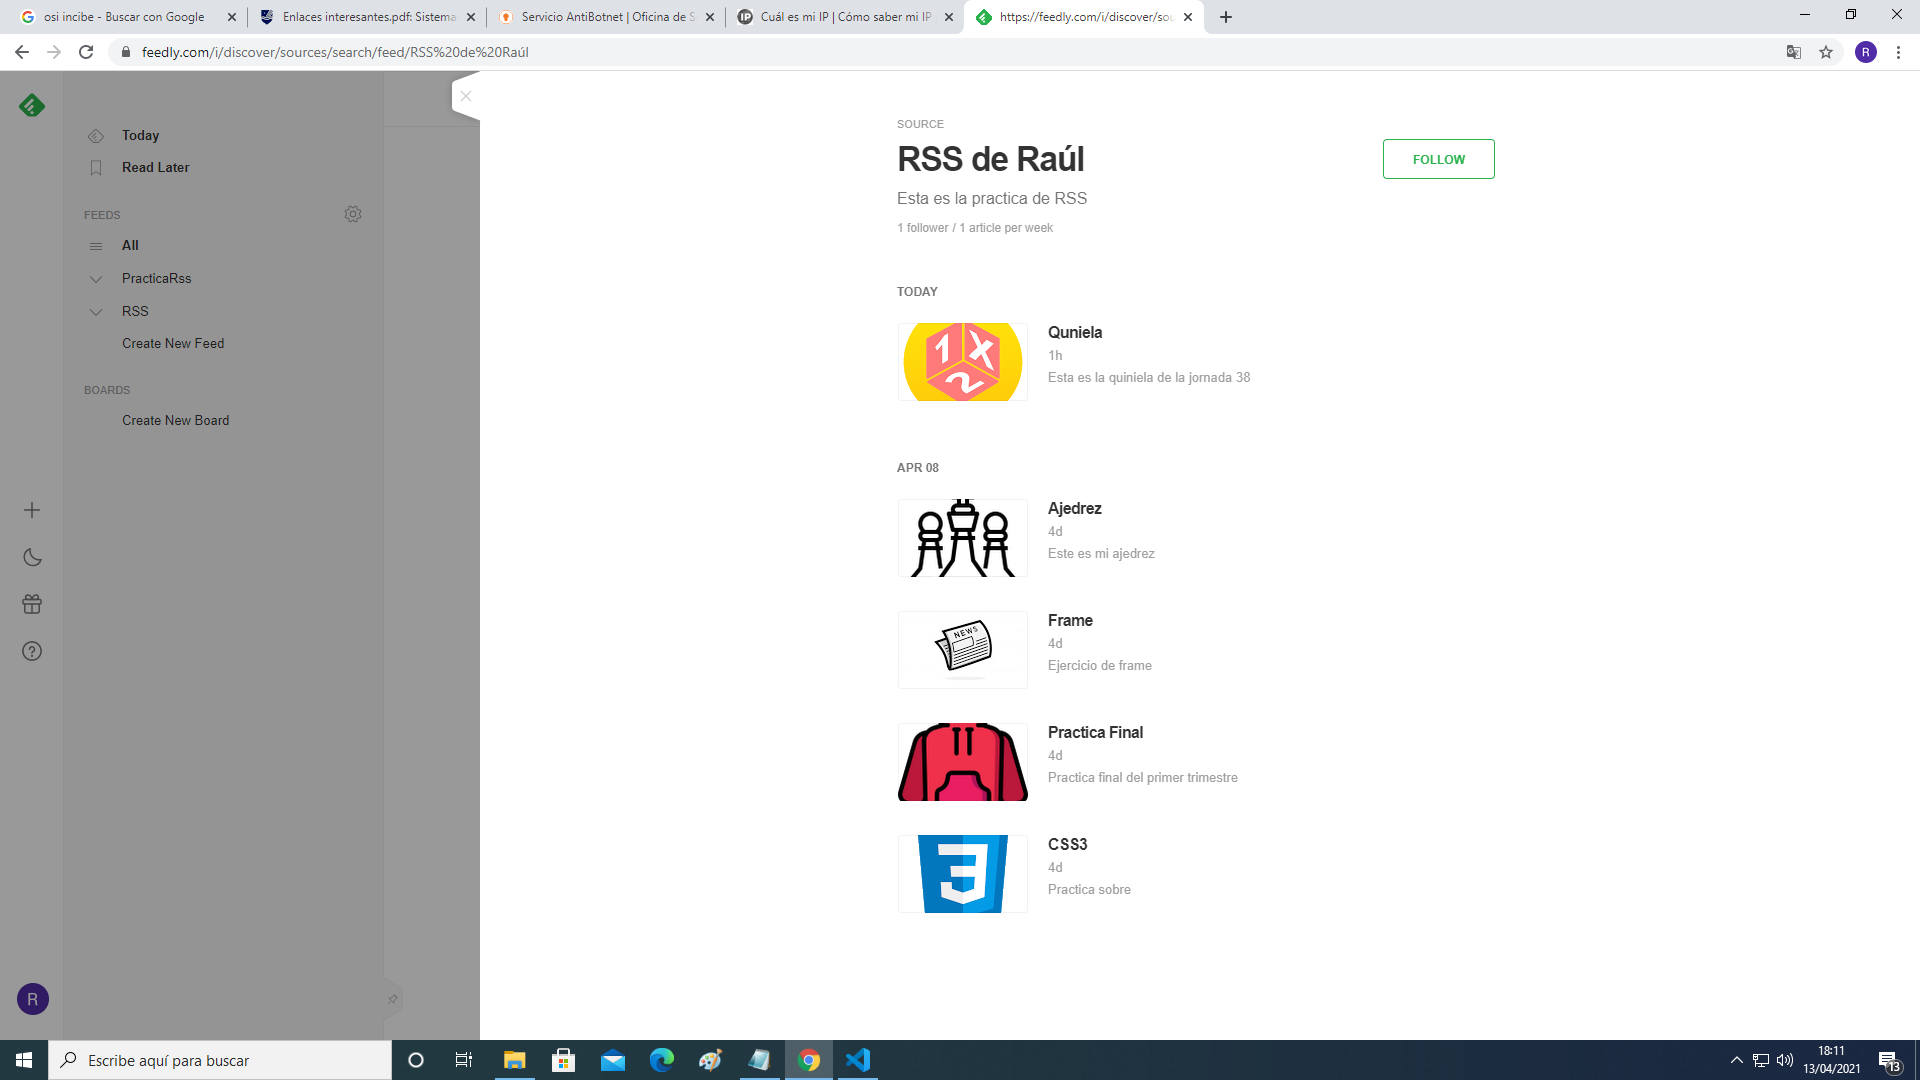 osi incibe - Buscar con Google
Enlaces interesantes.pdf: Sistema
Servicio AntiBotnet | Oficina de S
Cuál es mi IP | Cómo saber mi IP
https://feedly.com/i/discover/sou
feedly.com/i/discover/sources/search/feed/RSS%20de%20Raúl
R
Today
Read Later
FEEDS
All
PracticaRss
RSS
Create New Feed
BOARDS
Create New Board
R
SOURCE
RSS de Raúl
FOLLOW
Esta es la practica de RSS
1 follower / 1 article per week
TODAY
1 X 2
Quniela
1h
Esta es la quiniela de la jornada 38
APR 08
Ajedrez
4d
Este es mi ajedrez
NEWS
Frame
4d
Ejercicio de frame
Practica Final
4d
Practica final del primer trimestre
3
CSS3
4d
Practica sobre
Escribe aquí para buscar
18:11
13/04/2021
13